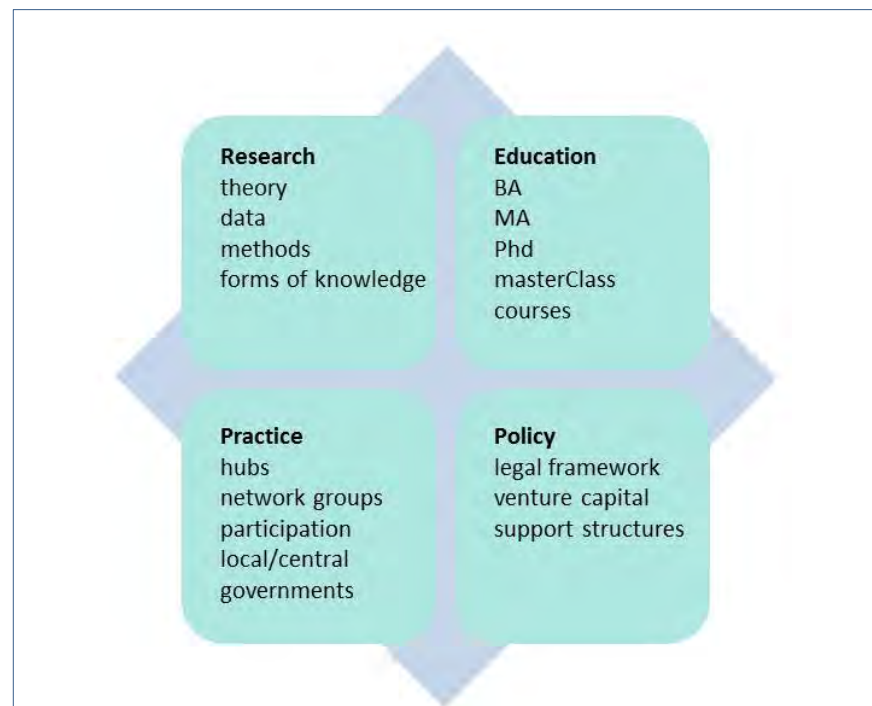 Research
theory
data
methods
forms of knowledge
Education
BA
MA
Phd
masterClass
courses
Practice
hubs
network groups
participation
local/central
governments
Policy
legal framework
venture capital
support structures